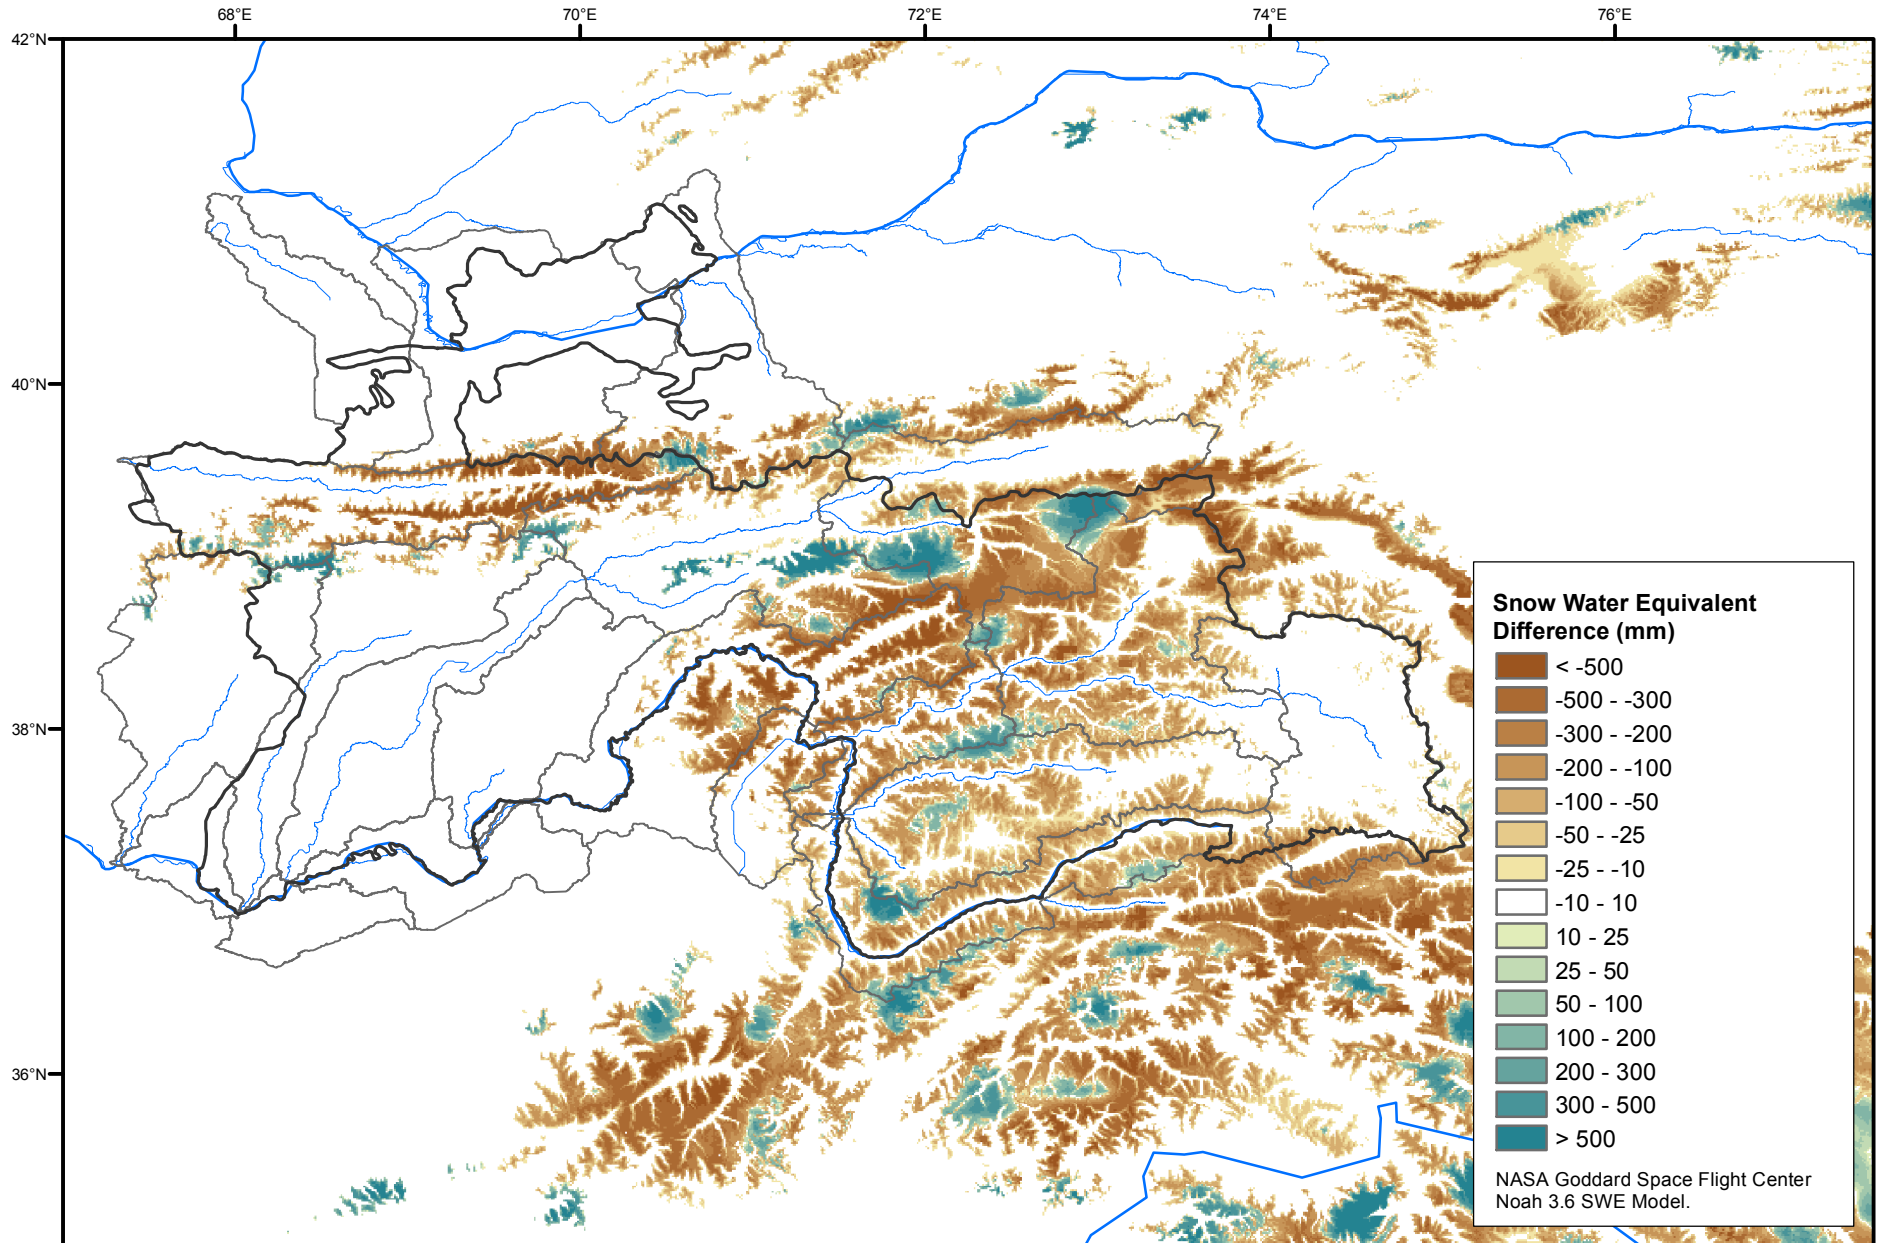 68°E 70°E 72°E 74°E 76°E
42°N
40°N
38°N
36°N
Snow Water Equivalent
Difference (mm)
< -500
-500 - -300
-300 - -200
-200 - -100
-100 - -50
-50 - -25
-25 - -10
-10 - 10
10 - 25
25 - 50
50 - 100
100 - 200
200 - 300
300 - 500
> 500
NASA Goddard Space Flight Center
Noah 3.6 SWE Model.